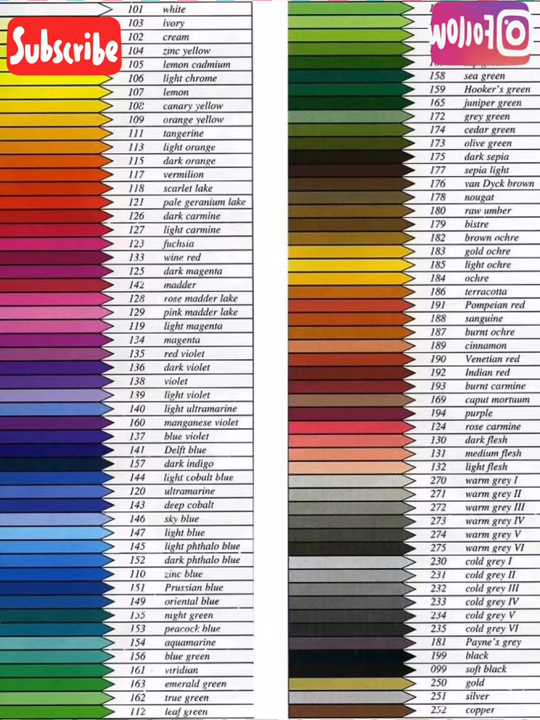 101 white
103 ivory
102 cream
104 zinc yellow
105 lemon cadmium
106 light chrome
107 lemon
108 canary yellow
109 orange yellow
111 tangerine
113 light orange
115 dark orange
117 vermilion
118 scarlet lake
121 pale geranium lake
126 dark carmine
127 light carmine
123 fuchsia
133 wine red
125 dark magenta
142 madder
128 rose madder lake
129 pink madder lake
119 light magenta
134 magenta
135 red violet
136 dark violet
138 violet
139 light violet
140 light ultramarine
160 manganese violet
137 blue violet
141 Delft blue
157 dark indigo
144 light cobalt blue
120 ultramarine
143 deep cobalt
146 sky blue
147 light blue
145 light phthalo blue
152 dark phthalo blue
110 zinc blue
151 Prussian blue
149 oriental blue
155 night green
153 peacock blue
154 aquamarine
156 blue green
161 viridian
163 emerald green
162 true green
112 leaf green
Subscribe
Follow
158 sea green
159 Hooker's green
165 juniper green
172 grey green
174 cedar green
173 olive green
175 dark sepia
177 sepia light
176 van Dyck brown
178 nougat
180 raw umber
179 bistre
182 brown ochre
183 gold ochre
185 light ochre
184 ochre
186 terracotta
191 Pompeian red
188 sanguine
187 burnt ochre
189 cinnamon
190 Venetian red
192 Indian red
193 burnt carmine
169 caput mortuum
194 purple
124 rose carmine
130 dark flesh
131 medium flesh
132 light flesh
270 warm grey I
271 warm grey II
272 warm grey III
273 warm grey IV
274 warm grey V
275 warm grey VI
230 cold grey I
231 cold grey II
232 cold grey III
233 cold grey IV
234 cold grey V
235 cold grey VI
181 Payne's grey
199 black
099 soft black
250 gold
251 silver
252 copper